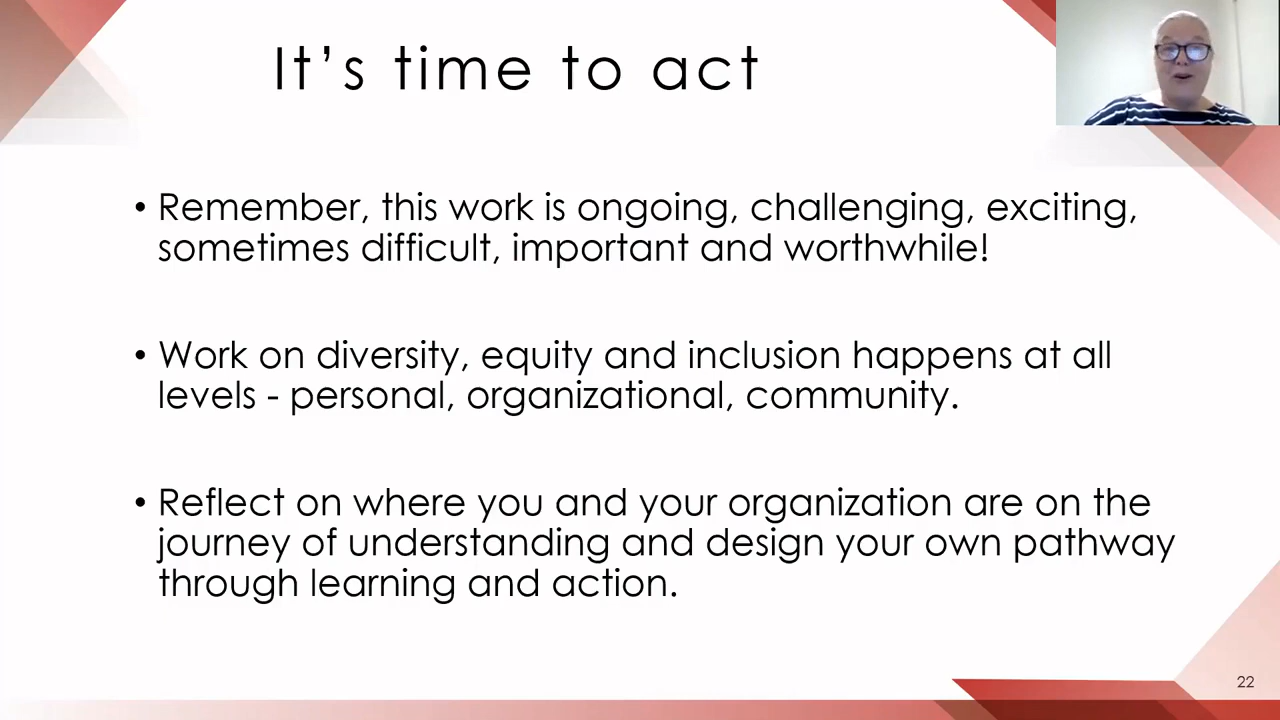 It’s time to act
• Remember, this work is ongoing, challenging, exciting,
sometimes difficult, important and worthwhile!
• Work on diversity, equity and inclusion happens at all
levels - personal, organizational, community.
• Reflect on where you and your organization are on the
journey of understanding and design your own pathway
through learning and action.
22